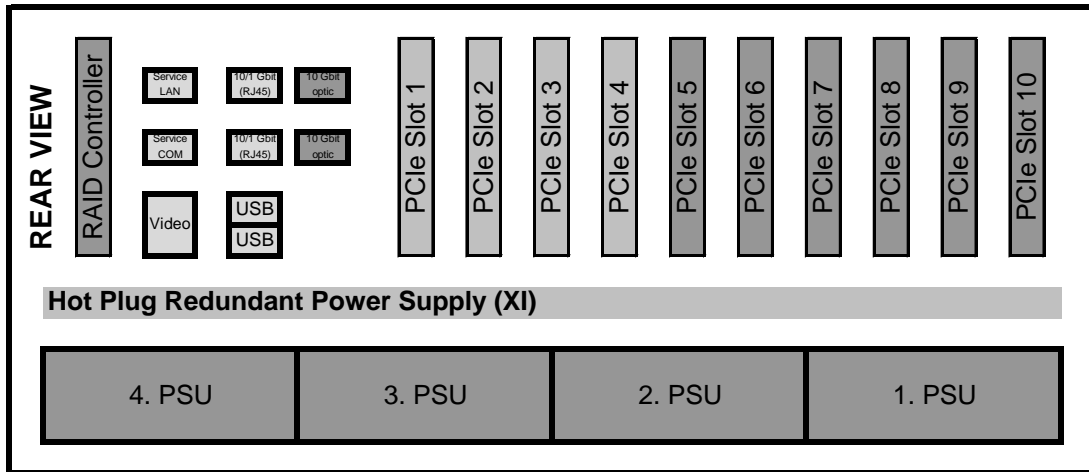 REAR VIEW
RAID Controller
Service
LAN
10/1 Gbit
(RJ45)
10 Gbit
optic
Service
COM
10/1 Gbit
(RJ45)
10 Gbit
optic
Video
USB
USB
PCIe Slot 1
PCIe Slot 2
PCIe Slot 3
PCIe Slot 4
PCIe Slot 5
PCIe Slot 6
PCIe Slot 7
PCIe Slot 8
PCIe Slot 9
PCIe Slot 10
Hot Plug Redundant Power Supply (XI)
4. PSU
3. PSU
2. PSU
1. PSU